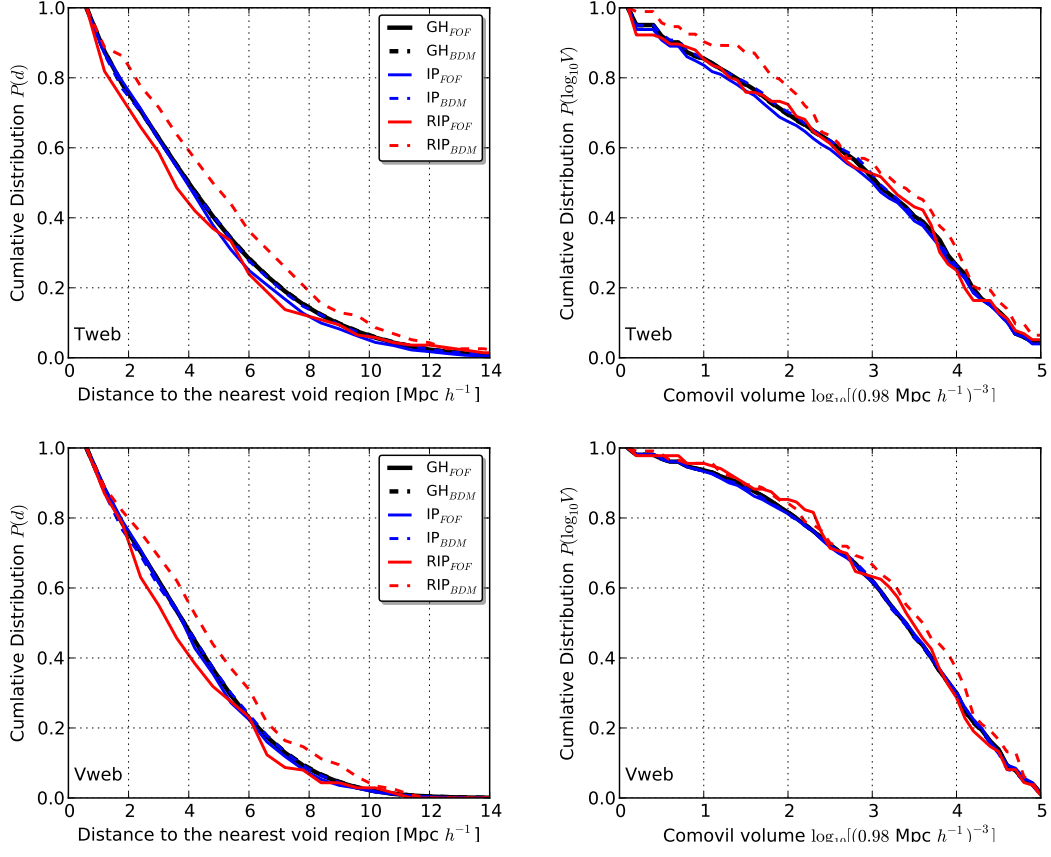 Cumlative Distribution P(d)
1.0
0.8
0.6
0.4
0.2
0.0
0 2 4 6 8 10 12 14
Distance to the nearest void region [Mpc h⁻¹]
Tweb
GH_FOF
GH_BDM
IP_FOF
IP_BDM
RIP_FOF
RIP_BDM
Cumlative Distribution P(log₁₀V)
1.0
0.8
0.6
0.4
0.2
0.0
0 1 2 3 4 5
Comovil volume log₁₀[(0.98 Mpc h⁻¹)⁻³]
Tweb
Cumlative Distribution P(d)
1.0
0.8
0.6
0.4
0.2
0.0
0 2 4 6 8 10 12 14
Distance to the nearest void region [Mpc h⁻¹]
Vweb
GH_FOF
GH_BDM
IP_FOF
IP_BDM
RIP_FOF
RIP_BDM
Cumlative Distribution P(log₁₀V)
1.0
0.8
0.6
0.4
0.2
0.0
0 1 2 3 4 5
Comovil volume log₁₀[(0.98 Mpc h⁻¹)⁻³]
Vweb